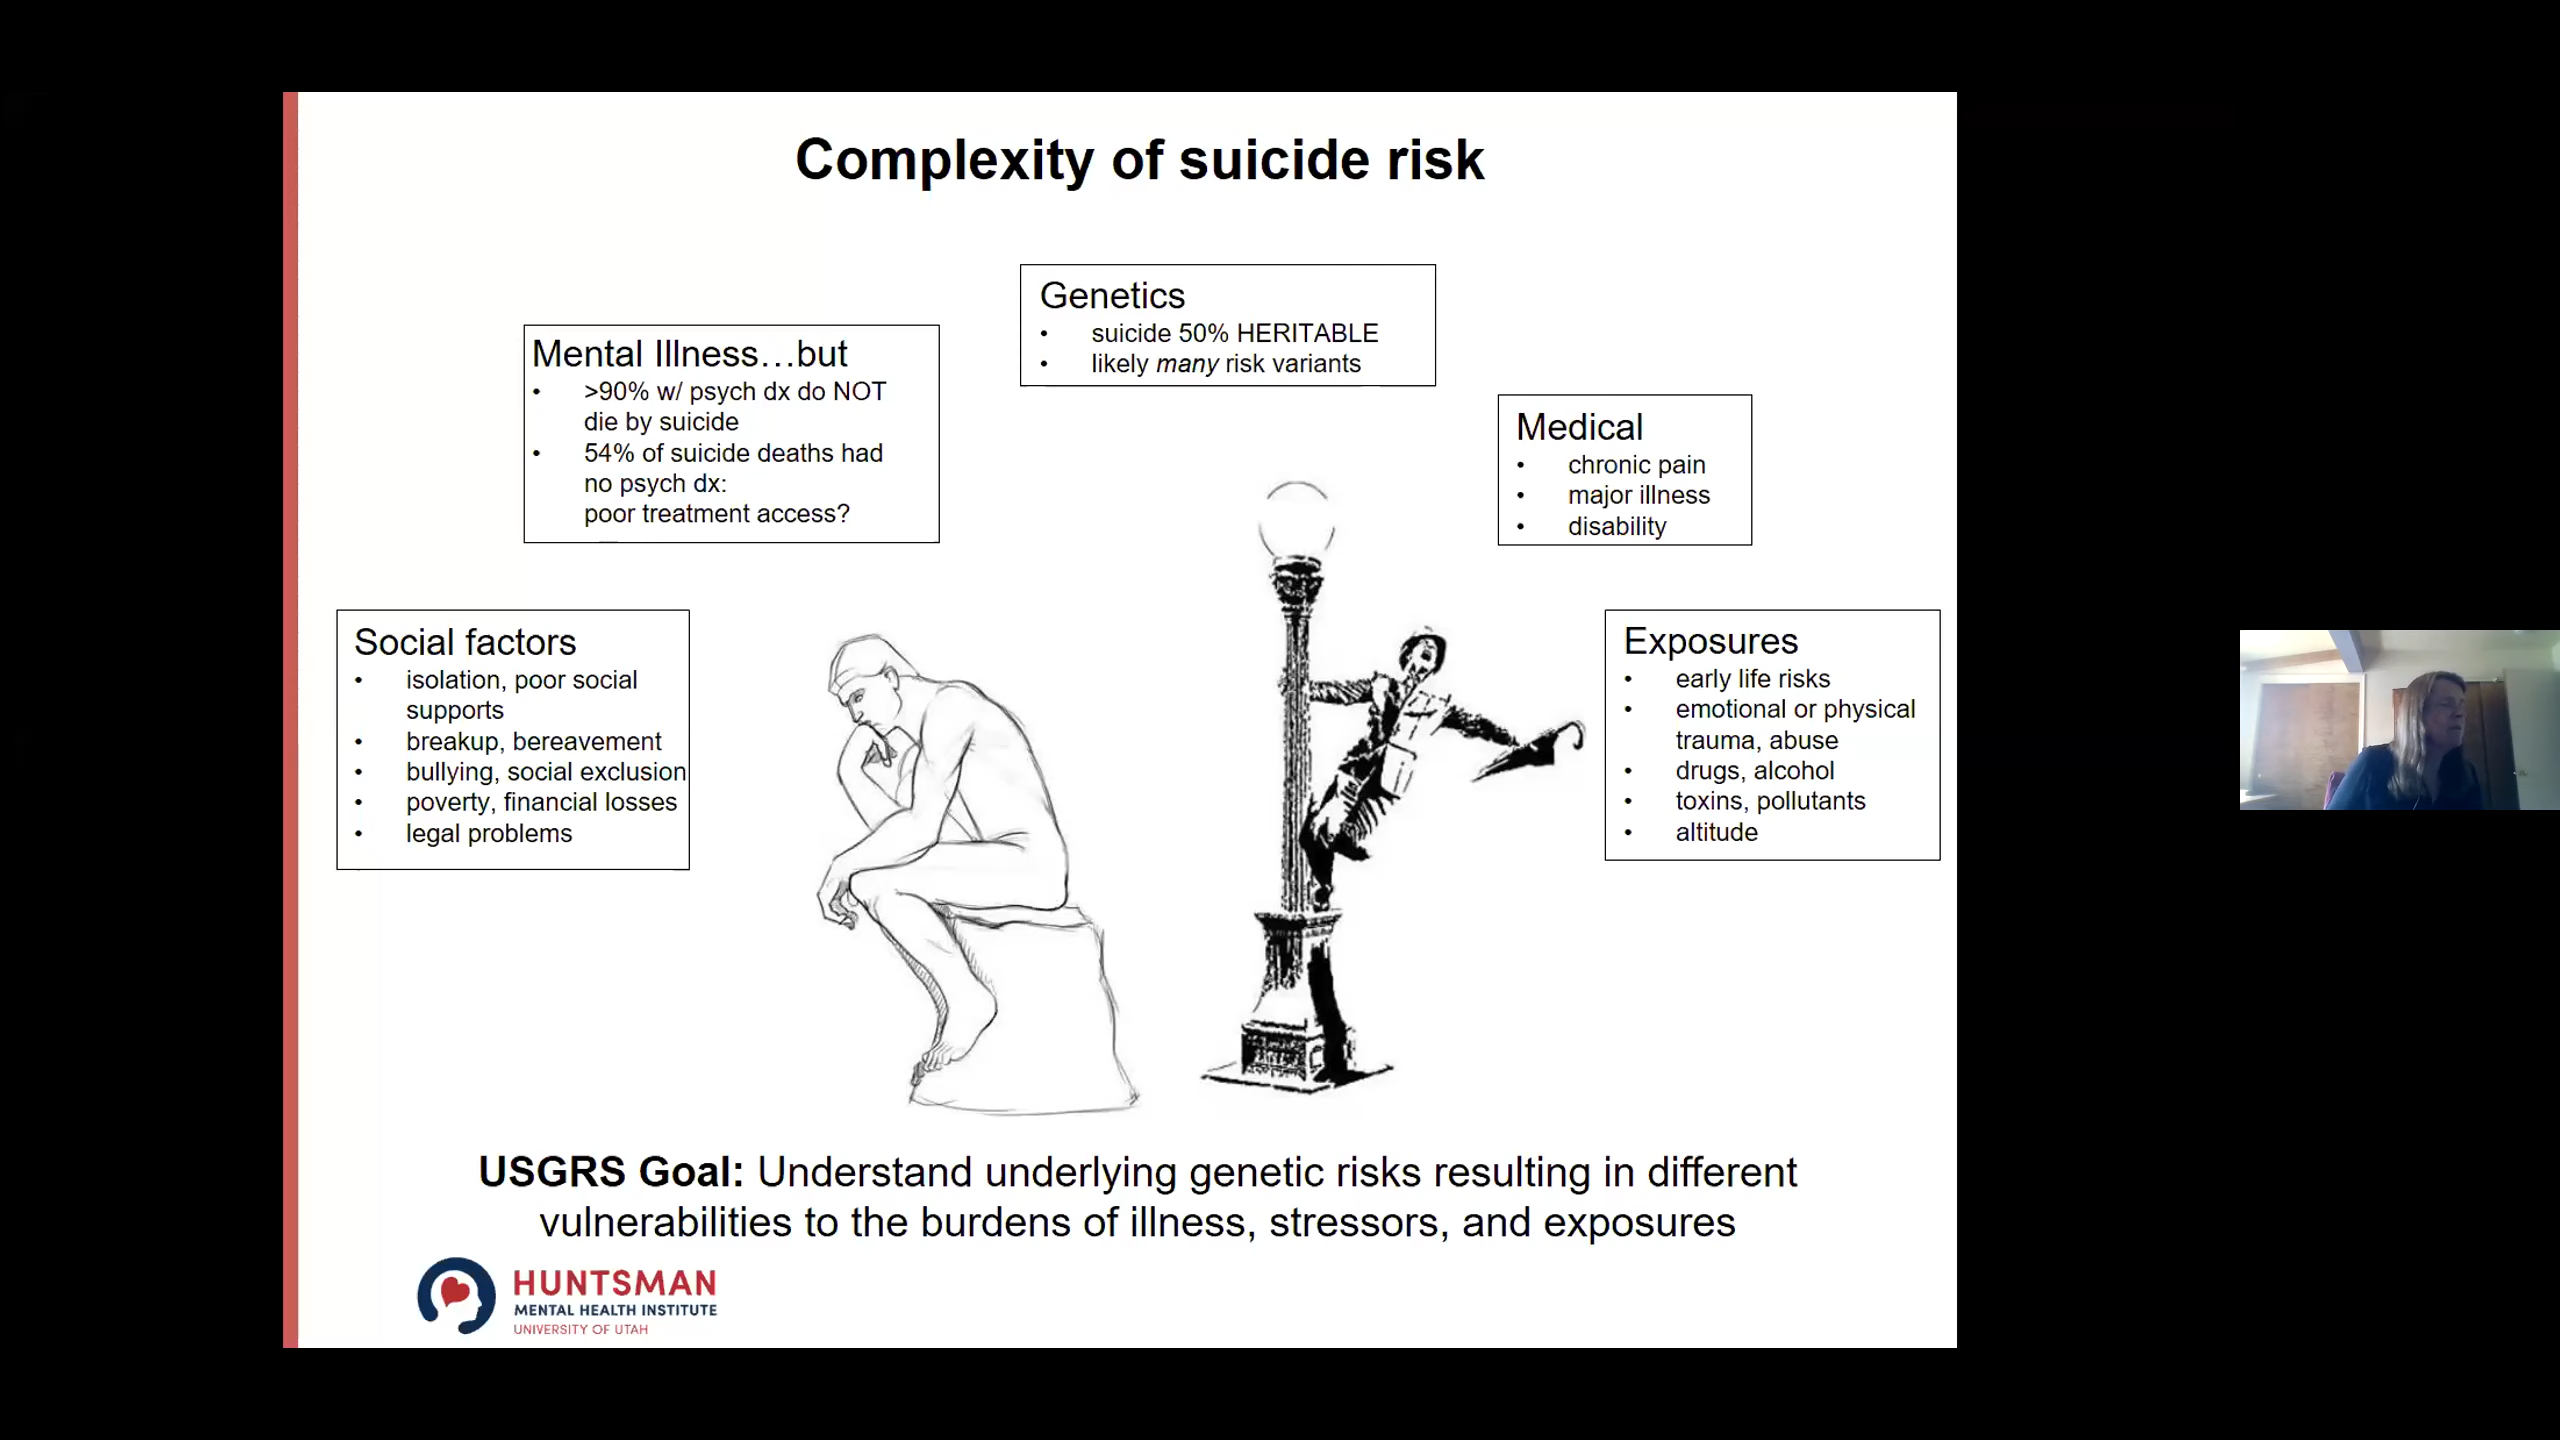 Complexity of suicide risk
Genetics
• suicide 50% HERITABLE
• likely many risk variants
Mental Illness…but
• >90% w/ psych dx do NOT
die by suicide
• 54% of suicide deaths had
no psych dx:
poor treatment access?
Medical
• chronic pain
• major illness
• disability
Social factors
• isolation, poor social
supports
• breakup, bereavement
• bullying, social exclusion
• poverty, financial losses
• legal problems
Exposures
• early life risks
• emotional or physical
trauma, abuse
• drugs, alcohol
• toxins, pollutants
• altitude
USGRS Goal: Understand underlying genetic risks resulting in different
vulnerabilities to the burdens of illness, stressors, and exposures
HUNTSMAN
MENTAL HEALTH INSTITUTE
UNIVERSITY OF UTAH